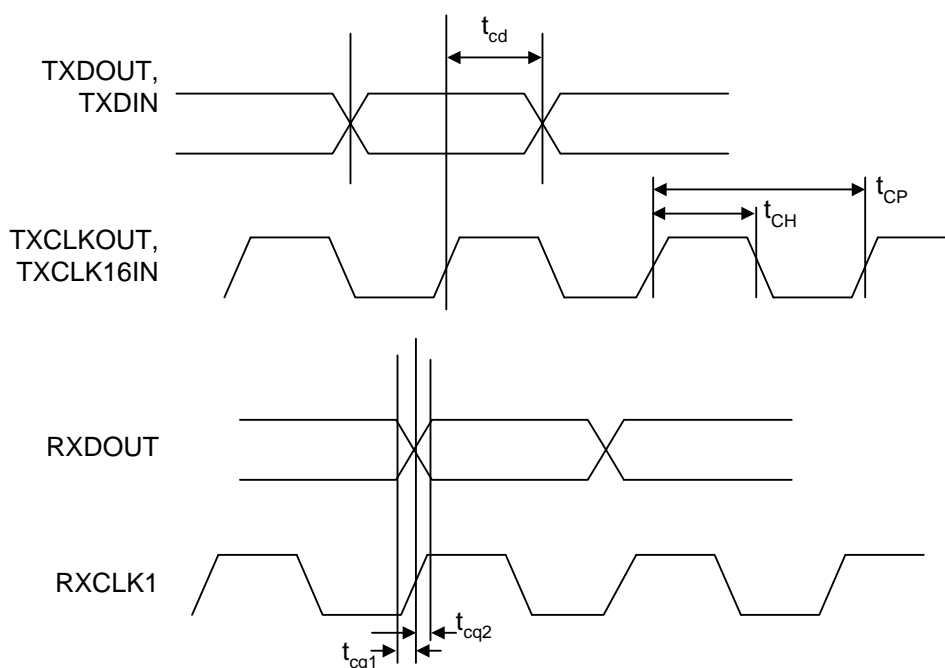 t_cd
TXDOUT,
TXDIN
t_CP
t_CH
TXCLKOUT,
TXCLK16IN
RXDOUT
RXCLK1
t_cq2
t_cq1